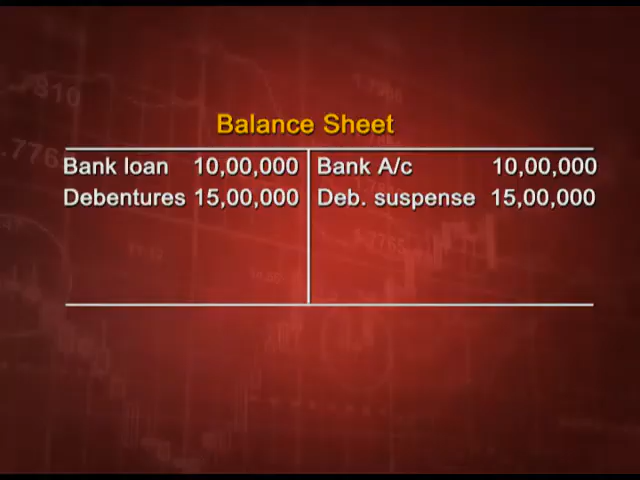 Balance Sheet
Bank loan 10,00,000 Bank A/c 10,00,000
Debentures 15,00,000 Deb. suspense 15,00,000